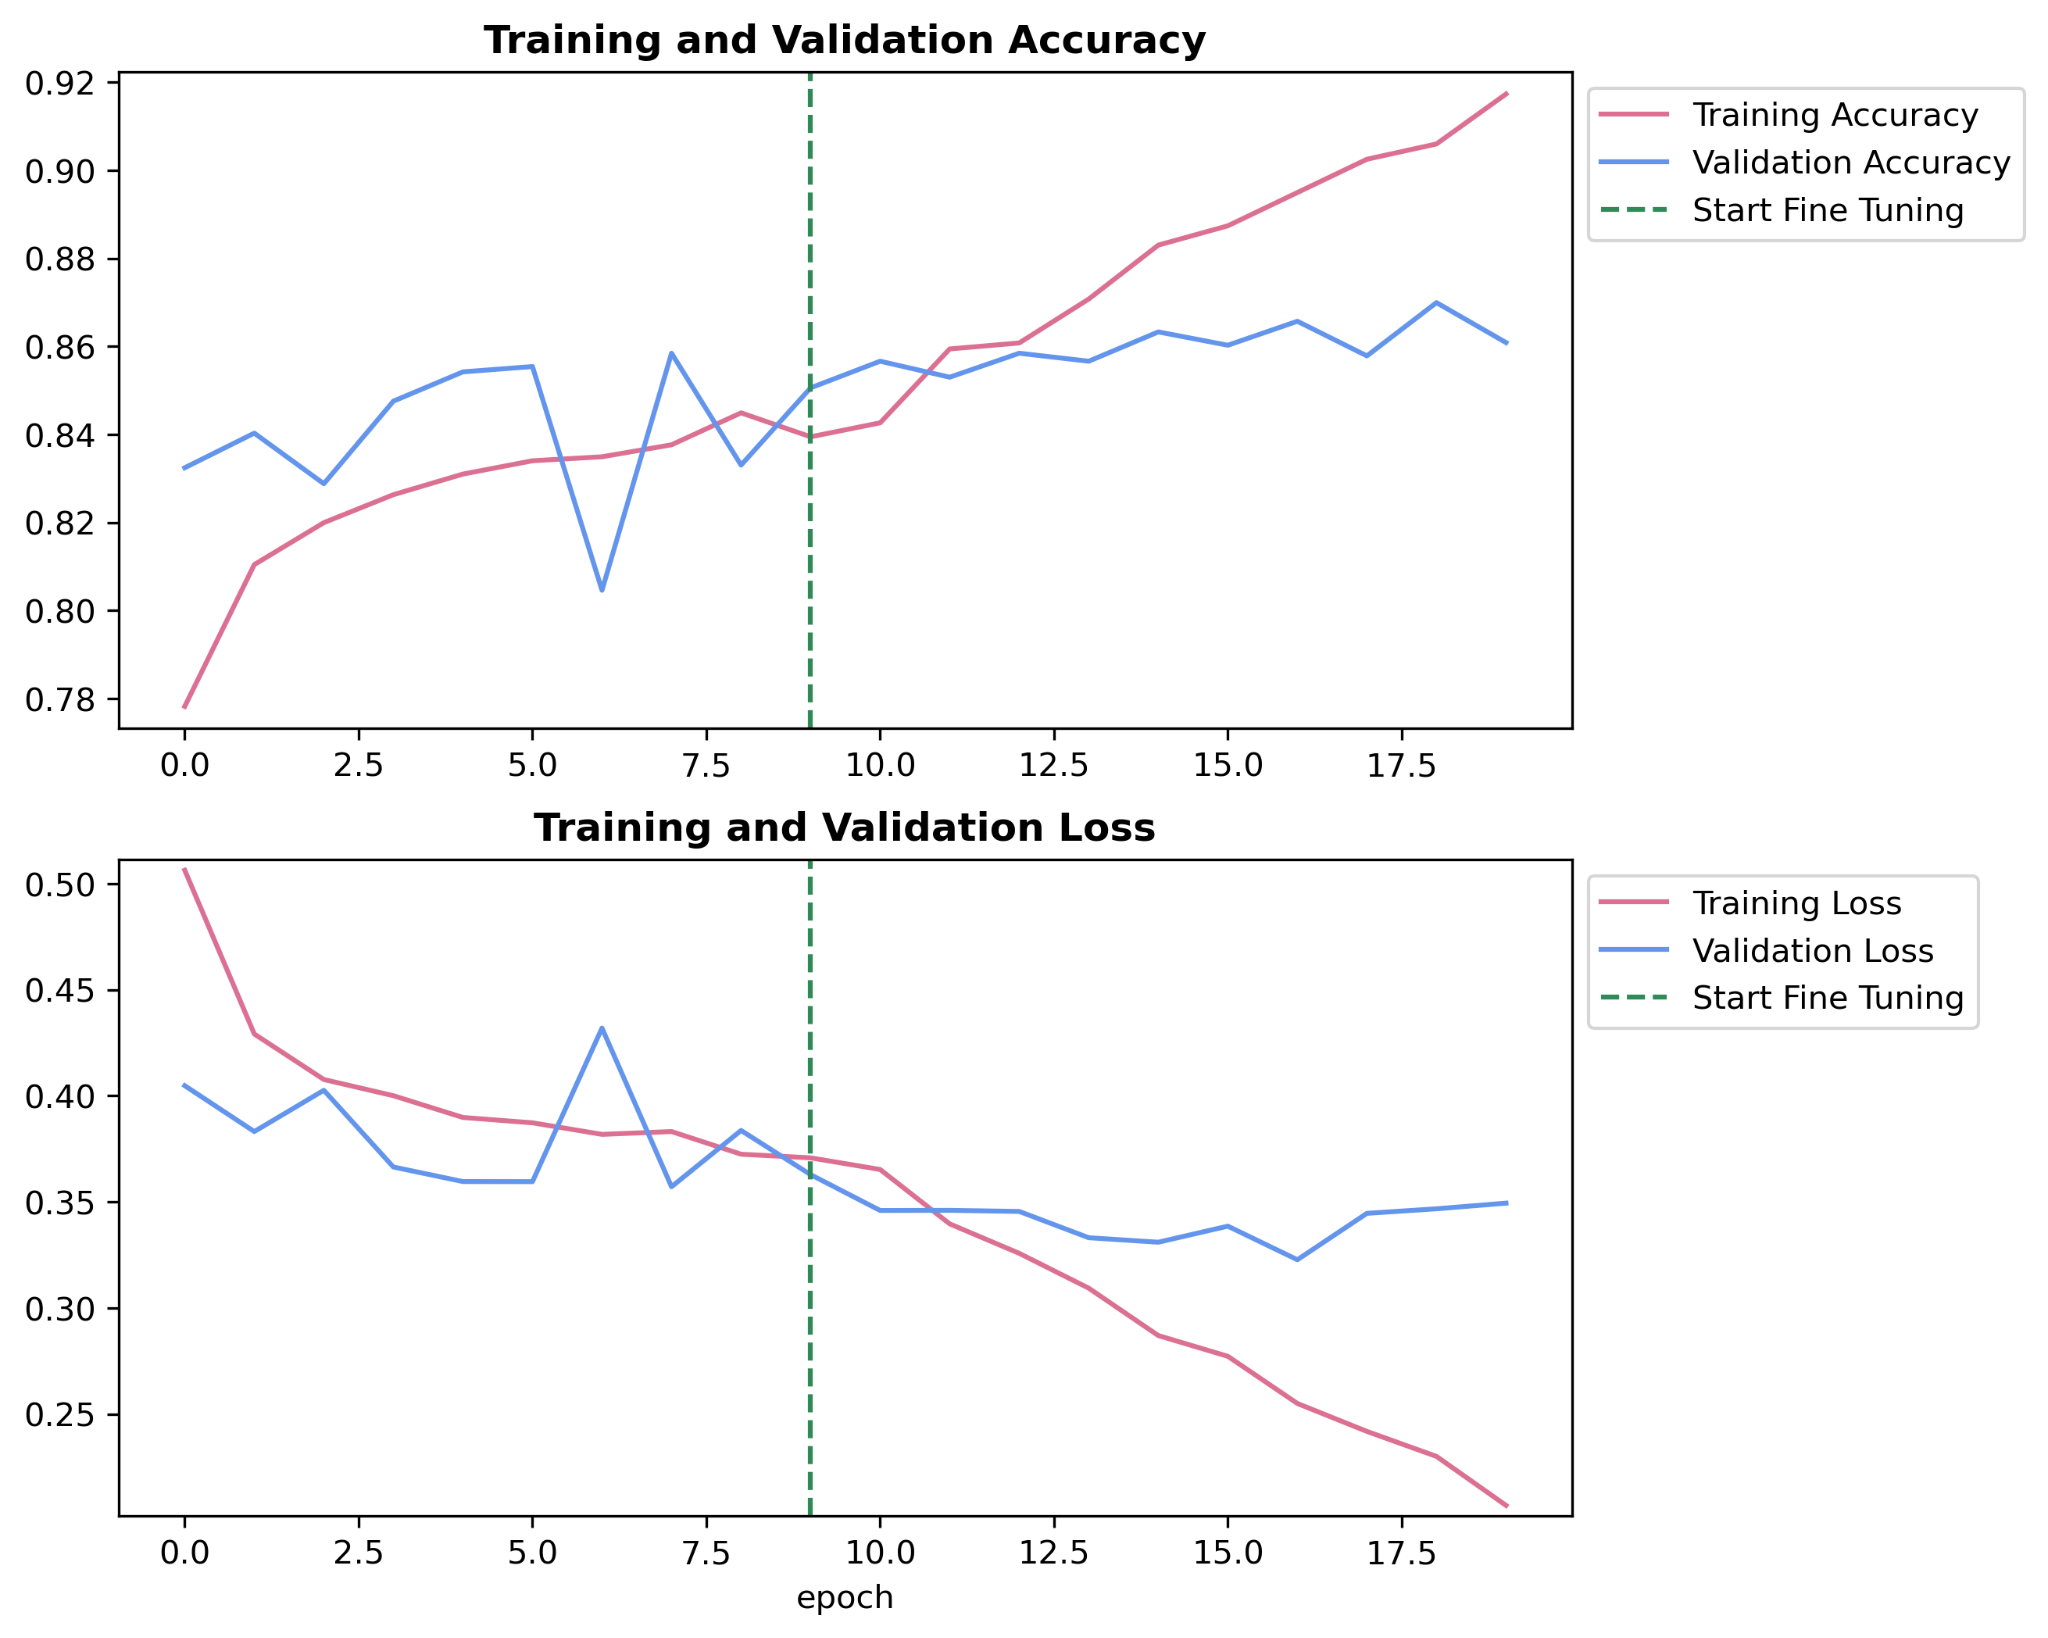 Training and Validation Accuracy
0.92
0.90
0.88
0.86
0.84
0.82
0.80
0.78
0.0 2.5 5.0 7.5 10.0 12.5 15.0 17.5
Training Accuracy
Validation Accuracy
Start Fine Tuning
Training and Validation Loss
0.50
0.45
0.40
0.35
0.30
0.25
0.0 2.5 5.0 7.5 10.0 12.5 15.0 17.5
epoch
Training Loss
Validation Loss
Start Fine Tuning